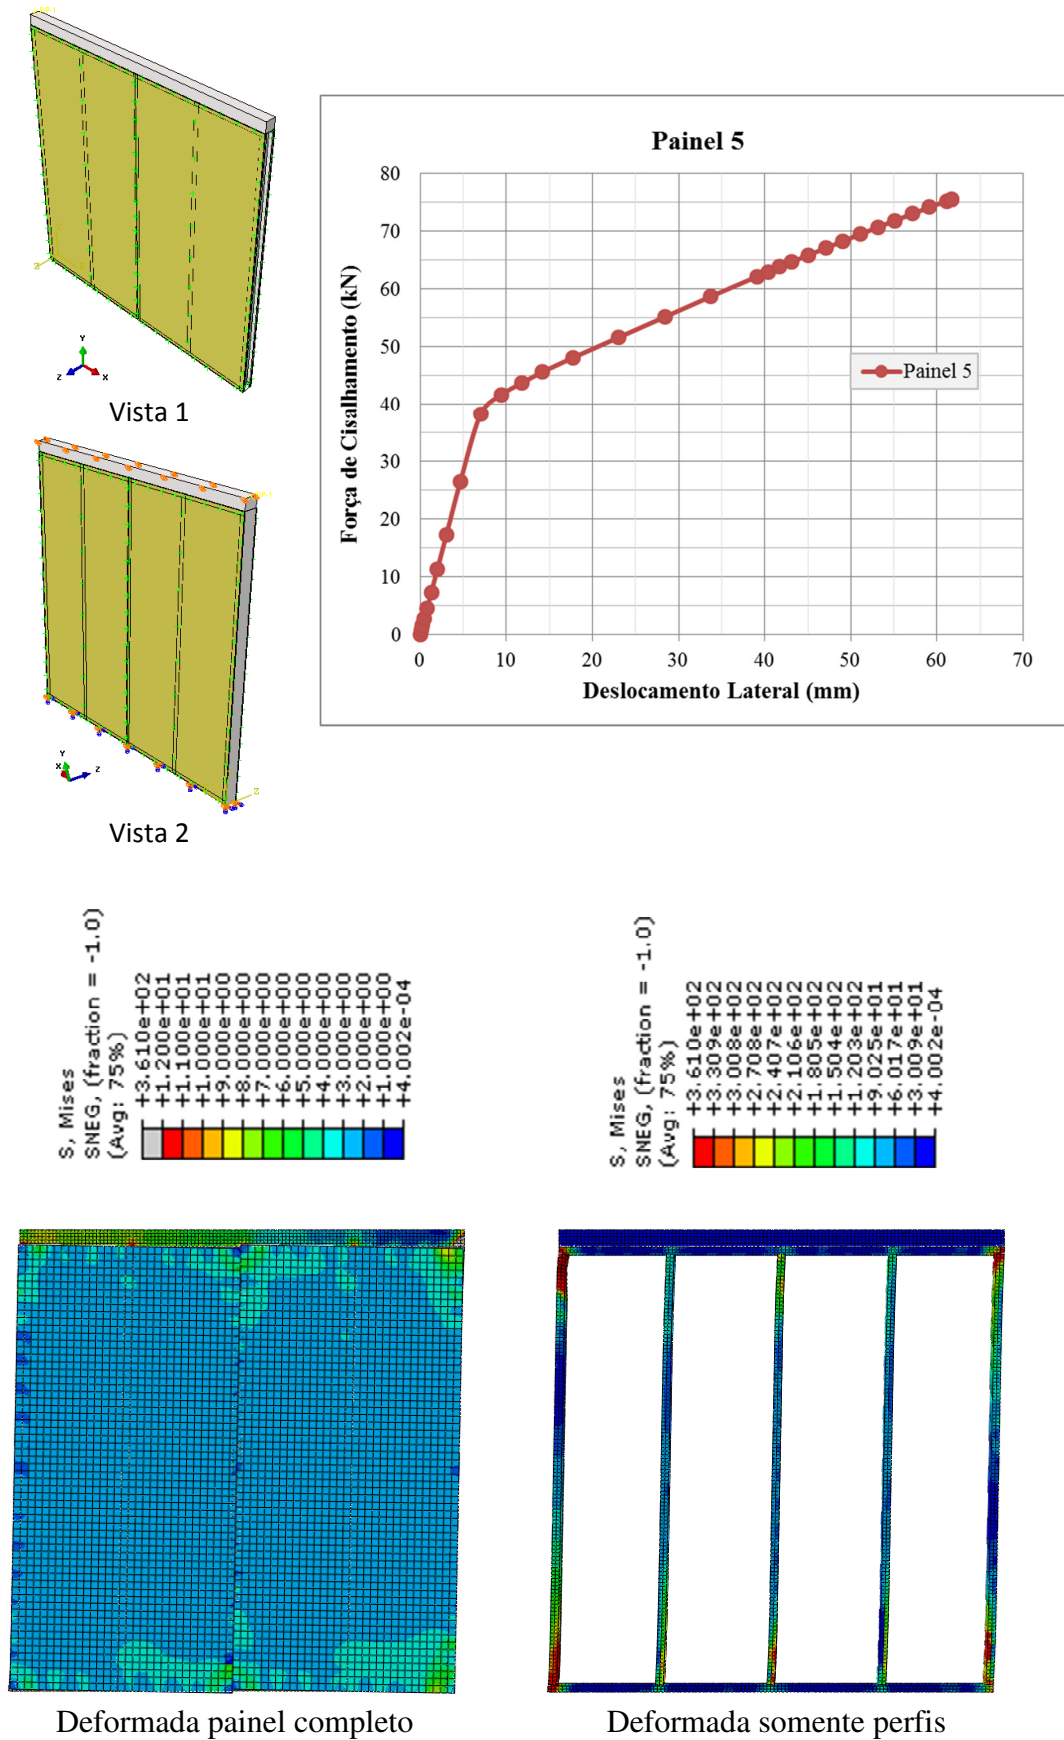 Y
Z
X
Vista 1
Y
X
Z
Z
Vista 2
Painel 5
Força de Cisalhamento (kN)
80
70
60
50
40
30
20
10
0
0 10 20 30 40 50 60 70
Deslocamento Lateral (mm)
Painel 5
S, Mises
SNEG, (fraction = -1.0)
(Avg: 75%)
+3.610e+02
+1.200e+01
+1.100e+01
+1.000e+01
+9.000e+00
+8.000e+00
+7.000e+00
+6.000e+00
+5.000e+00
+4.000e+00
+3.000e+00
+2.000e+00
+1.000e+00
+4.002e-04
S, Mises
SNEG, (fraction = -1.0)
(Avg: 75%)
+3.610e+02
+3.309e+02
+3.008e+02
+2.708e+02
+2.407e+02
+2.106e+02
+1.805e+02
+1.504e+02
+1.203e+02
+9.025e+01
+6.017e+01
+3.009e+01
+4.002e-04
Deformada painel completo
Deformada somente perfis